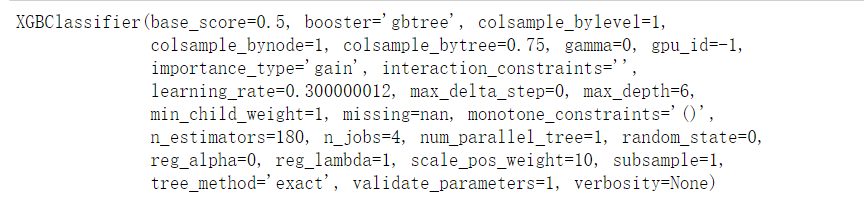 XGBClassifier(base_score=0.5, booster='gbtree', colsample_bylevel=1,
colsample_bynode=1, colsample_bytree=0.75, gamma=0, gpu_id=-1,
importance_type='gain', interaction_constraints='',
learning_rate=0.300000012, max_delta_step=0, max_depth=6,
min_child_weight=1, missing=nan, monotone_constraints='()',
n_estimators=180, n_jobs=4, num_parallel_tree=1, random_state=0,
reg_alpha=0, reg_lambda=1, scale_pos_weight=10, subsample=1,
tree_method='exact', validate_parameters=1, verbosity=None)